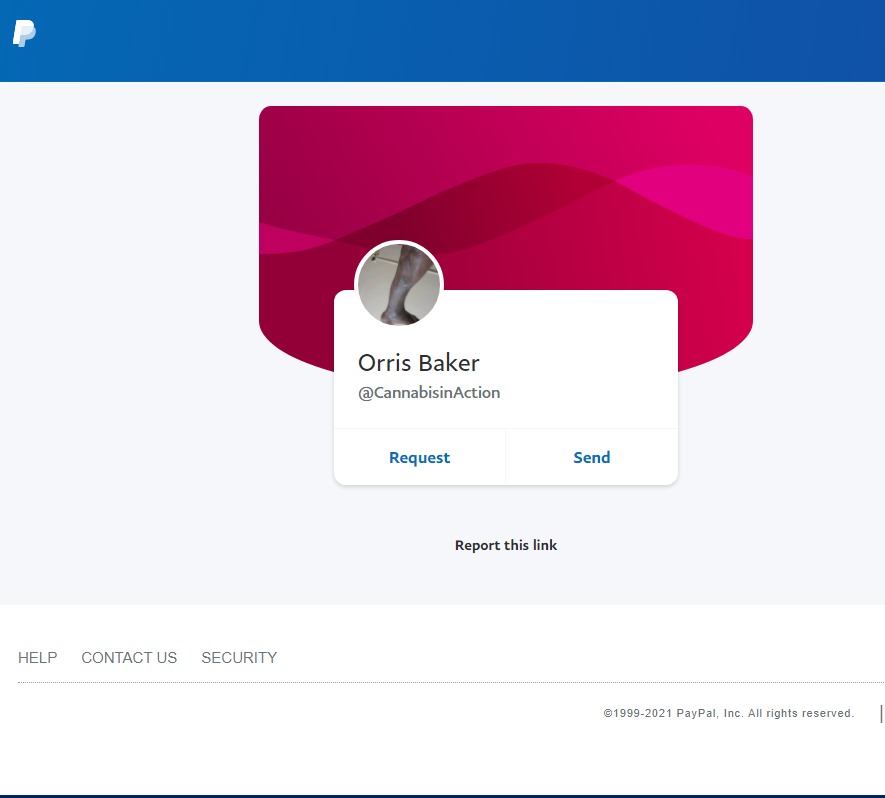 Orris Baker
@CannabisinAction
Request
Send
Report this link
HELP CONTACT US SECURITY
©1999-2021 PayPal, Inc. All rights reserved. |